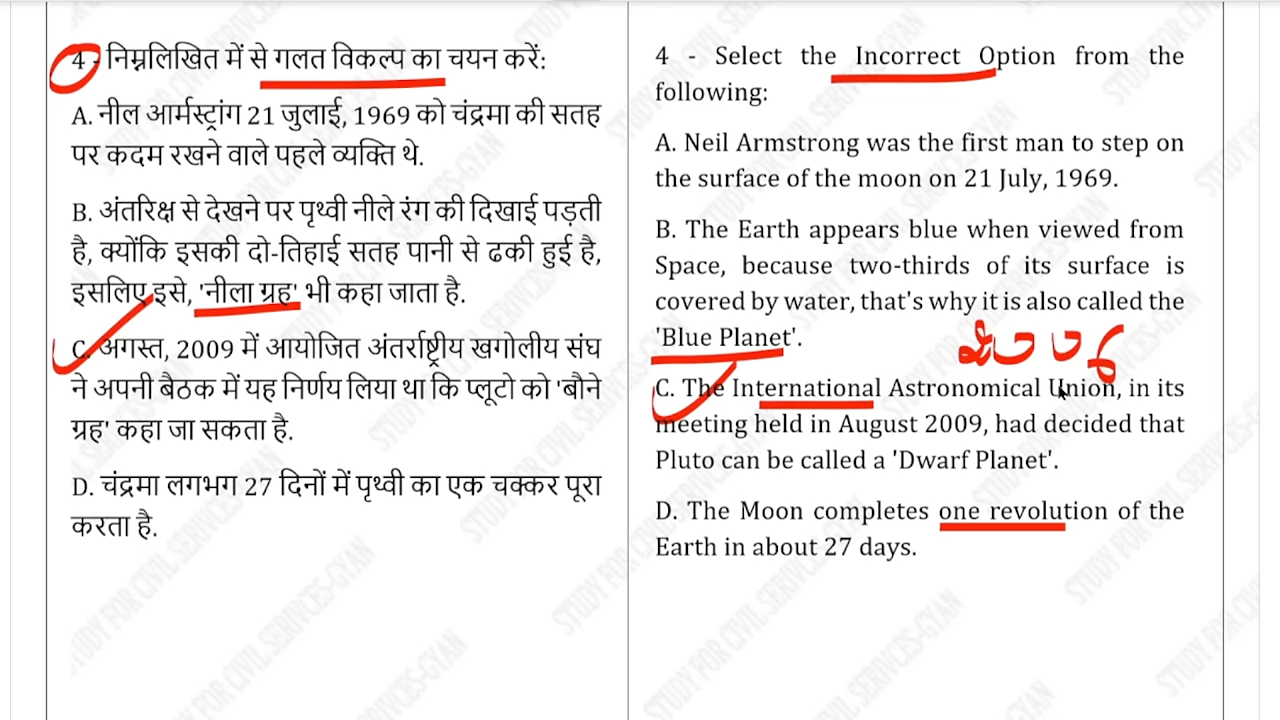 4 - निम्नलिखित में से गलत विकल्प का चयन करें:
A. नील आर्मस्ट्रांग 21 जुलाई, 1969 को चंद्रमा की सतह
पर कदम रखने वाले पहले व्यक्ति थे.
B. अंतरिक्ष से देखने पर पृथ्वी नीले रंग की दिखाई पड़ती
है, क्योंकि इसकी दो-तिहाई सतह पानी से ढकी हुई है,
इसलिए इसे, 'नीला ग्रह' भी कहा जाता है.
C. अगस्त, 2009 में आयोजित अंतर्राष्ट्रीय खगोलीय संघ
ने अपनी बैठक में यह निर्णय लिया था कि प्लूटो को 'बौने
ग्रह' कहा जा सकता है.
D. चंद्रमा लगभग 27 दिनों में पृथ्वी का एक चक्कर पूरा
करता है.
4 - Select the Incorrect Option from the
following:
A. Neil Armstrong was the first man to step on
the surface of the moon on 21 July, 1969.
B. The Earth appears blue when viewed from
Space, because two-thirds of its surface is
covered by water, that's why it is also called the
'Blue Planet'.
C. The International Astronomical Union, in its
meeting held in August 2009, had decided that
Pluto can be called a 'Dwarf Planet'.
D. The Moon completes one revolution of the
Earth in about 27 days.
STUDY FOR CIVIL SERIVCES-GYAN